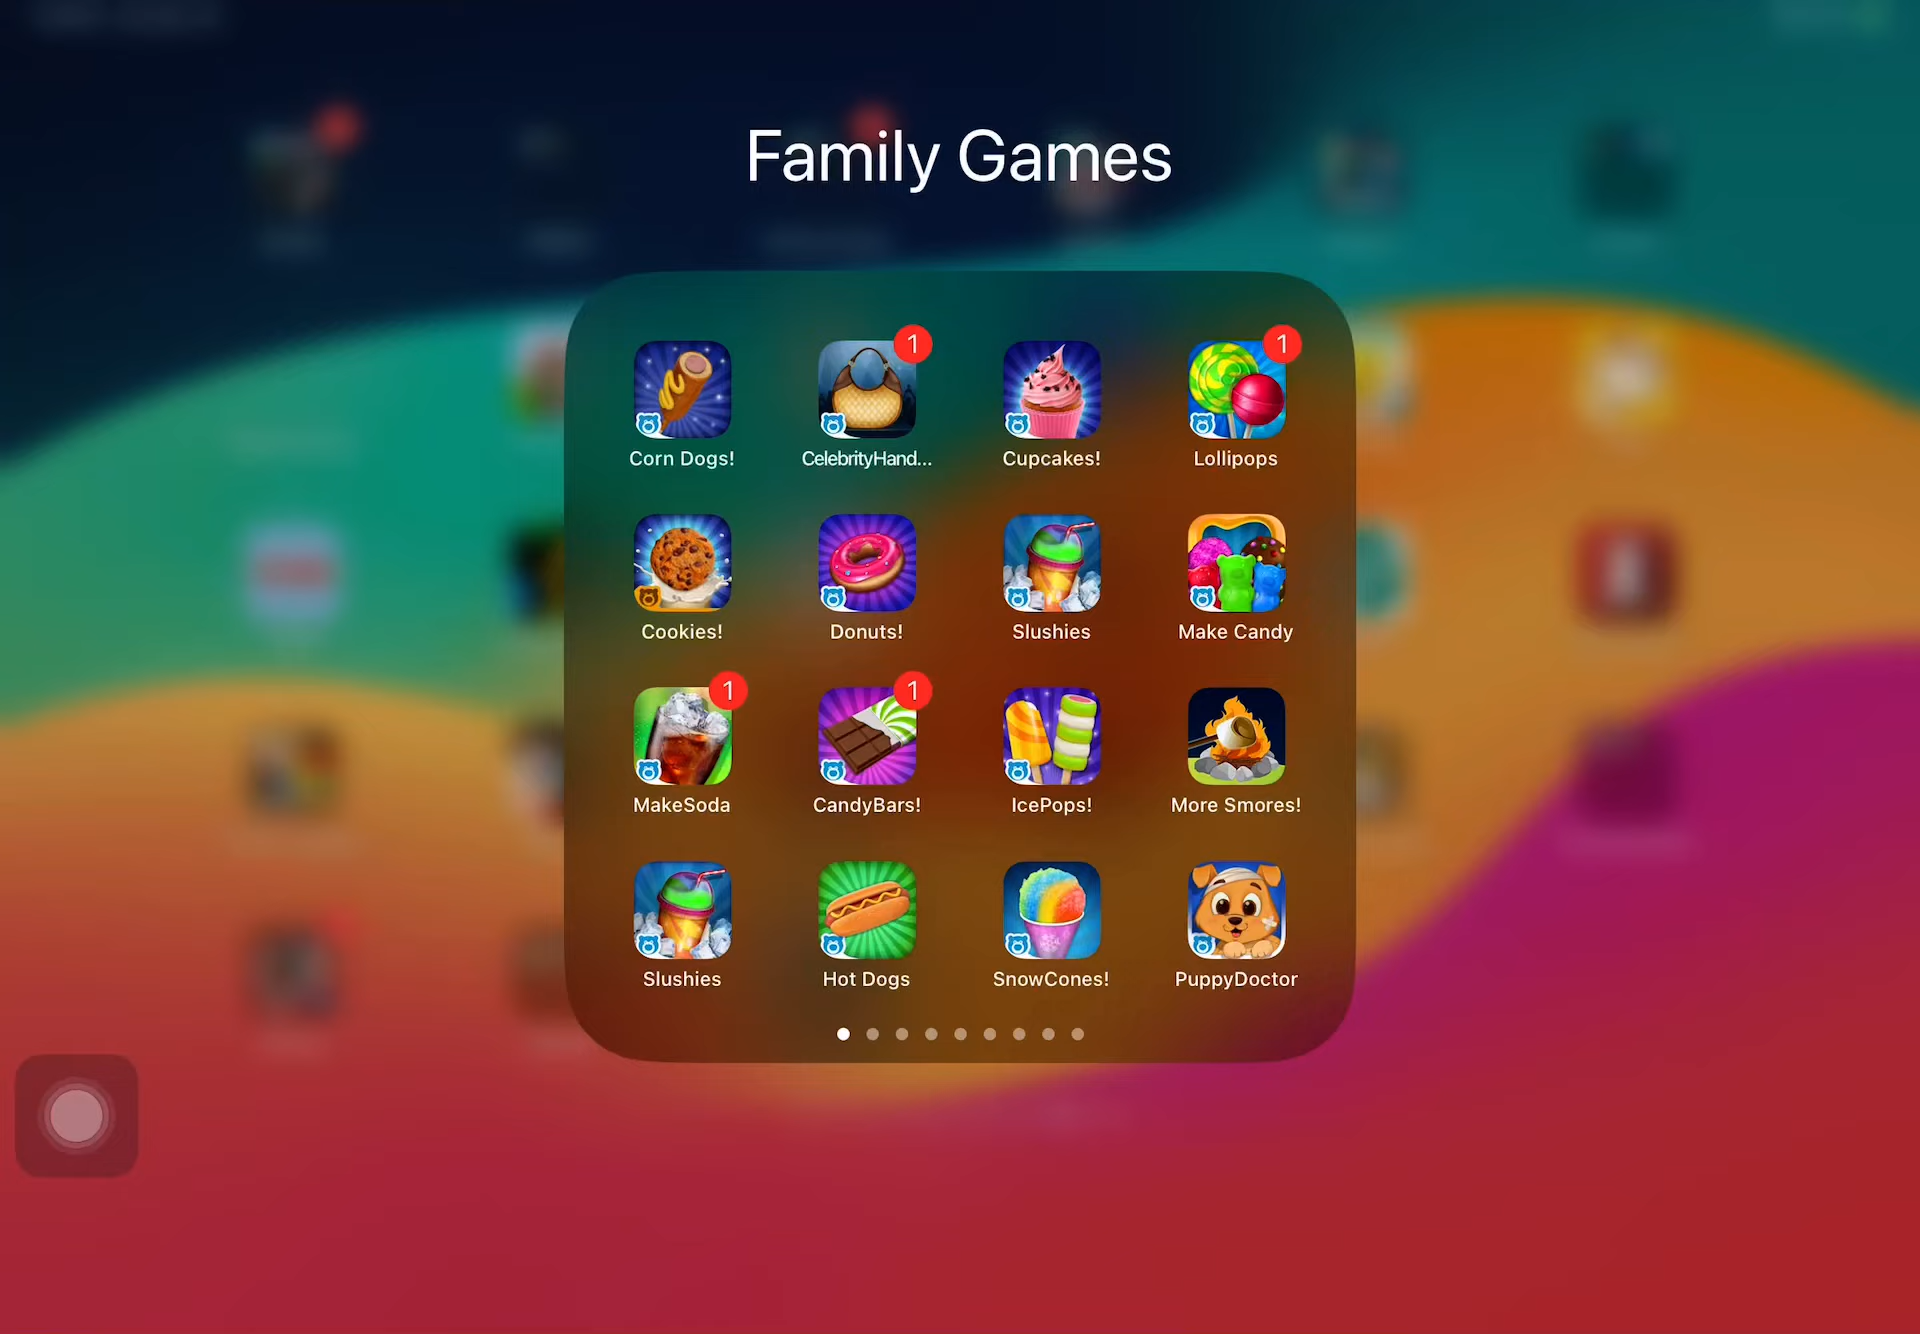 Family Games
1
1
Corn Dogs!
CelebrityHand...
Cupcakes!
Lollipops
Cookies!
Donuts!
Slushies
Make Candy
1
1
MakeSoda
CandyBars!
IcePops!
More Smores!
Slushies
Hot Dogs
SnowCones!
PuppyDoctor